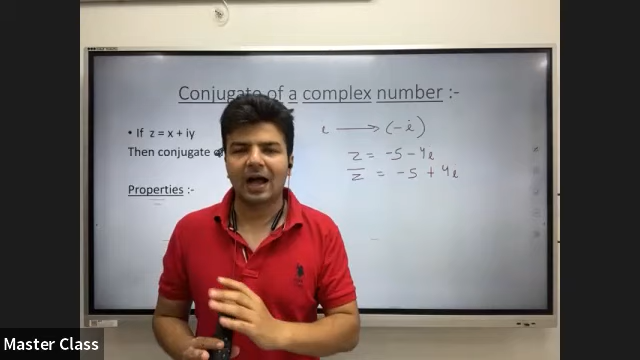 Conjugate of a complex number :-
• If z = x + iy
i ⟶ (-i)
Then conjugate
z = -5 - 4i
z̅ = -5 + 4i
Properties :-
Master Class